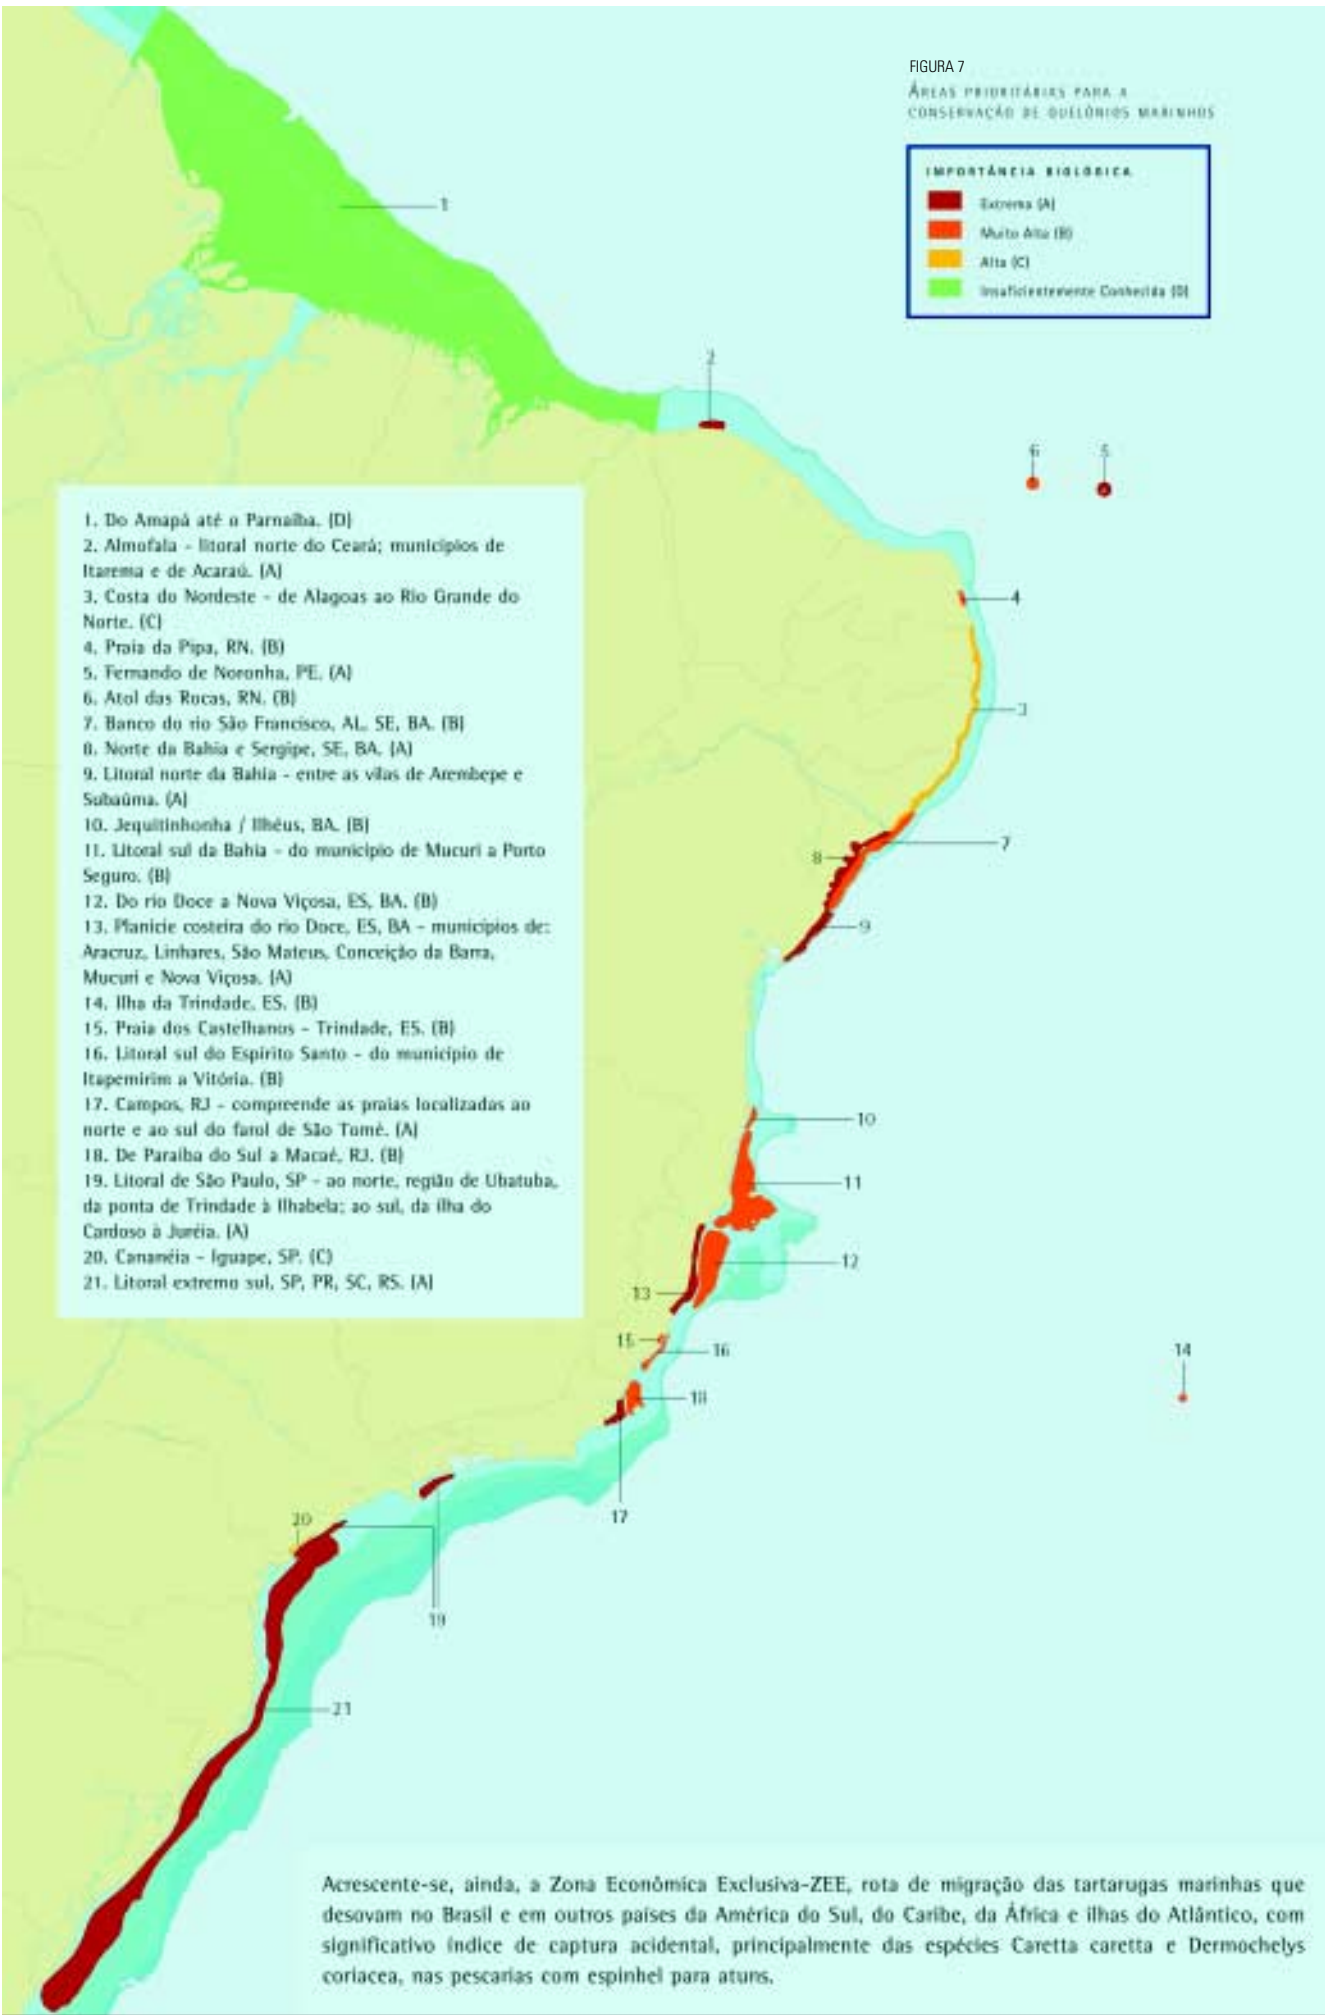 FIGURA 7
ÁREAS PRIORITÁRIAS PARA A
CONSERVAÇÃO DE QUELÔNIOS MARINHOS
IMPORTÂNCIA BIOLÓGICA
Extrema (A)
Muito Alta (B)
Alta (C)
Insuficientemente Conhecida (D)
1
2
6
5
4
3
7
8
9
10
11
12
13
15
16
14
18
17
20
19
21
1. Do Amapá até o Parnaíba. (D)
2. Almofala - litoral norte do Ceará; municípios de
Itarema e de Acaraú. (A)
3. Costa do Nordeste - de Alagoas ao Rio Grande do
Norte. (C)
4. Praia da Pipa, RN. (B)
5. Fernando de Noronha, PE. (A)
6. Atol das Rocas, RN. (B)
7. Banco do rio São Francisco, AL, SE, BA. (B)
8. Norte da Bahia e Sergipe, SE, BA. (A)
9. Litoral norte da Bahia - entre as vilas de Arembepe e
Subaúma. (A)
10. Jequitinhonha / Ilhéus, BA. (B)
11. Litoral sul da Bahia - do município de Mucuri a Porto
Seguro. (B)
12. Do rio Doce a Nova Viçosa, ES, BA. (B)
13. Planície costeira do rio Doce, ES, BA - municípios de:
Aracruz, Linhares, São Mateus, Conceição da Barra,
Mucuri e Nova Viçosa. (A)
14. Ilha da Trindade, ES. (B)
15. Praia dos Castelhanos - Trindade, ES. (B)
16. Litoral sul do Espírito Santo - do município de
Itapemirim a Vitória. (B)
17. Campos, RJ - compreende as praias localizadas ao
norte e ao sul do farol de São Tomé. (A)
18. De Paraíba do Sul a Macaé, RJ. (B)
19. Litoral de São Paulo, SP - ao norte, região de Ubatuba,
da ponta de Trindade à Ilhabela; ao sul, da ilha do
Cardoso à Juréia. (A)
20. Cananéia - Iguape, SP. (C)
21. Litoral extremo sul, SP, PR, SC, RS. (A)
Acrescente-se, ainda, a Zona Econômica Exclusiva-ZEE, rota de migração das tartarugas marinhas que
desovam no Brasil e em outros países da América do Sul, do Caribe, da África e ilhas do Atlântico, com
significativo índice de captura acidental, principalmente das espécies Caretta caretta e Dermochelys
coriacea, nas pescarias com espinhel para atuns.